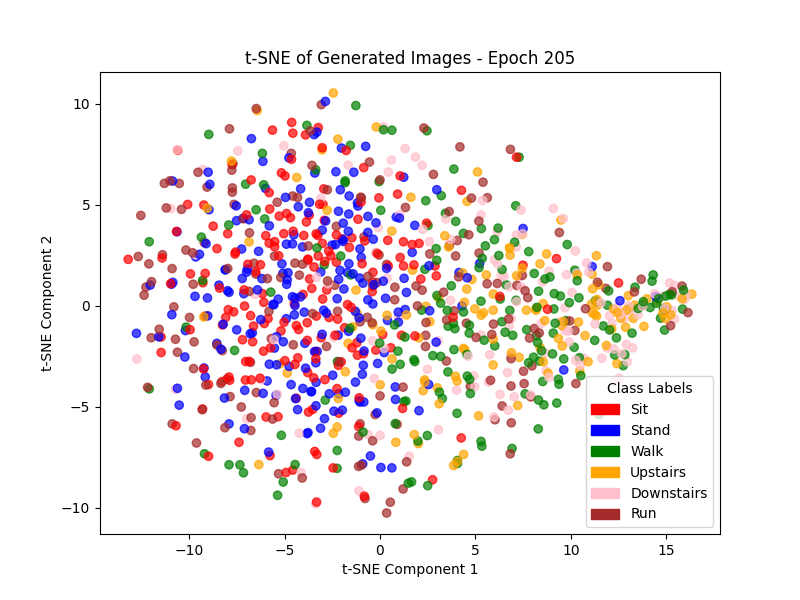 t-SNE of Generated Images - Epoch 205
t-SNE Component 2
10
5
0
−5
−10
−10
−5
0
5
10
15
t-SNE Component 1
Class Labels
Sit
Stand
Walk
Upstairs
Downstairs
Run